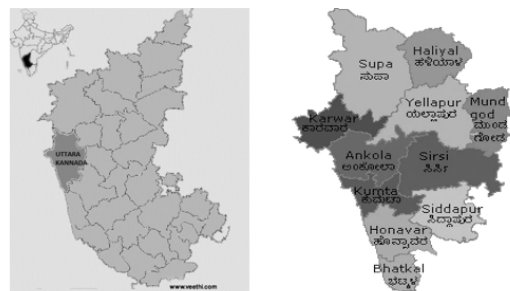 UTTARA
KANNADA
www.veethi.com
Supa
ಸುಪಾ
Haliyal
ಹಳಿಯಾಳ
Yellapur
ಯಲ್ಲಾಪುರ
Mund
god
ಮುಂಡ
ಗೋಡ
Karwar
ಕಾರವಾರ
Ankola
ಅಂಕೋಲಾ
Sirsi
ಸಿರ್ಸಿ
Kumta
ಕುಮಟಾ
Siddapur
ಸಿದ್ದಾಪುರ
Honavar
ಹೊನ್ನಾವರ
Bhatkal
ಭಟ್ಕಳ